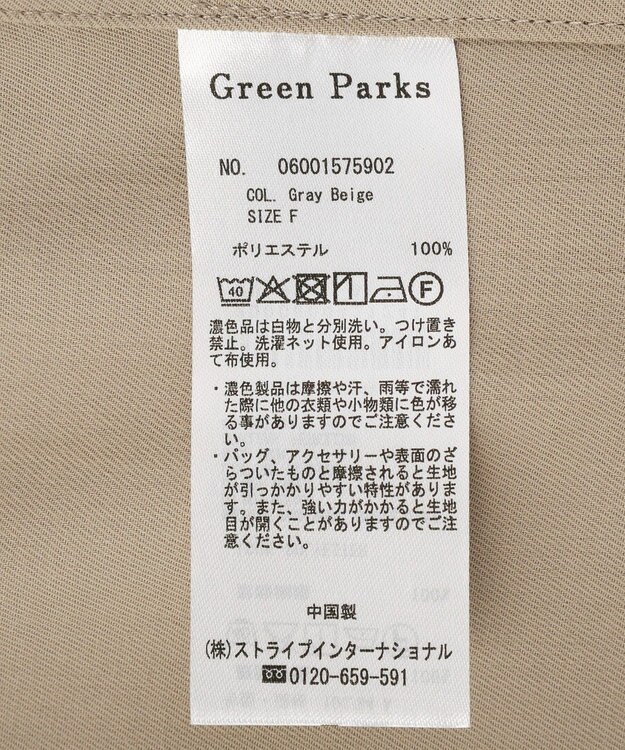 Green Parks
NO. 06001575902
COL. Gray Beige
SIZE F
ポリエステル 100%
40 F
濃色品は白物と分別洗い。つけ置き
禁止。洗濯ネット使用。アイロンあ
て布使用。
・濃色製品は摩擦や汗、雨等で濡れ
た際に他の衣類や小物類に色が移
る事がありますのでご注意くださ
い。
・バッグ、アクセサリーや表面のざ
らついたものと摩擦されると生地
が引っかかりやすい特性がありま
す。また、強い力がかかると生地
目が開くことがありますのでご注
意ください。
中国製
(株)ストライプインターナショナル
0120-659-591